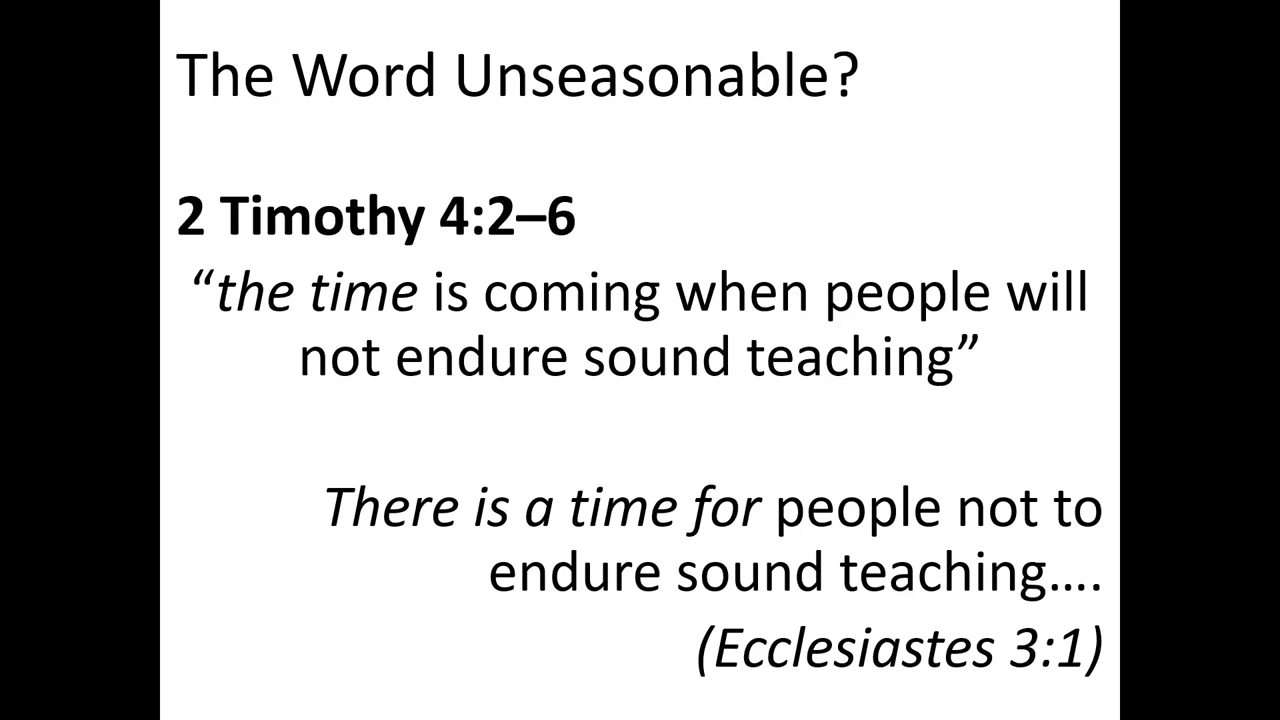 The Word Unseasonable?
2 Timothy 4:2–6
“the time is coming when people will
not endure sound teaching”
There is a time for people not to
endure sound teaching….
(Ecclesiastes 3:1)